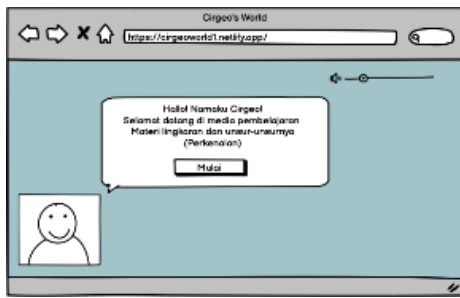 Cirgeo's World
https://cirgeoworld1.netlify.app/
Hallo! Namaku Cirgeo!
Selamat datang di media pembelajaran
Materi lingkaran dan unsur-unsurnya
(Perkenalan)
Mulai